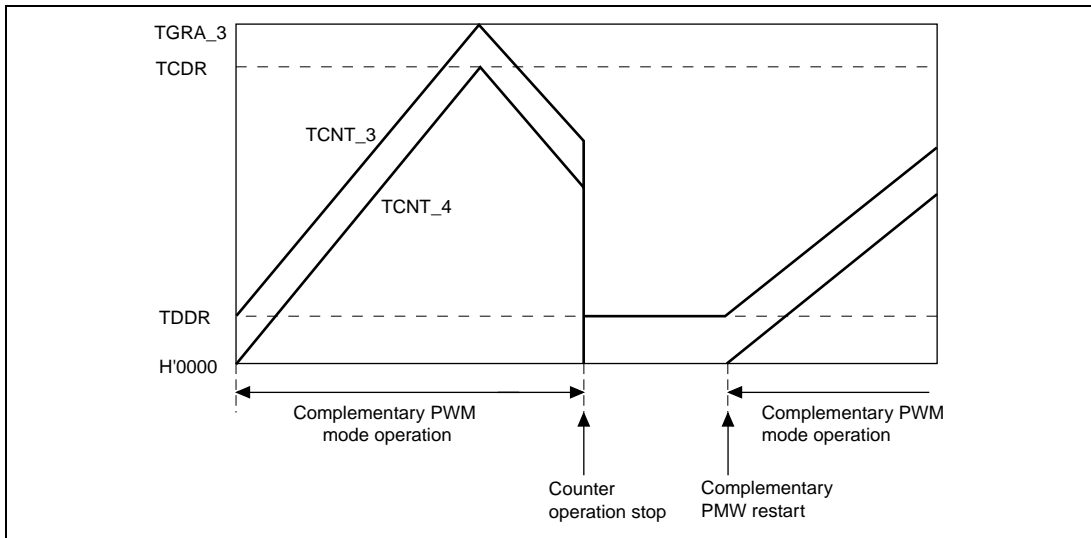 TGRA_3
TCDR
TCNT_3
TCNT_4
TDDR
H'0000
Complementary PWM
mode operation
Complementary PWM
mode operation
Counter
operation stop
Complementary
PMW restart